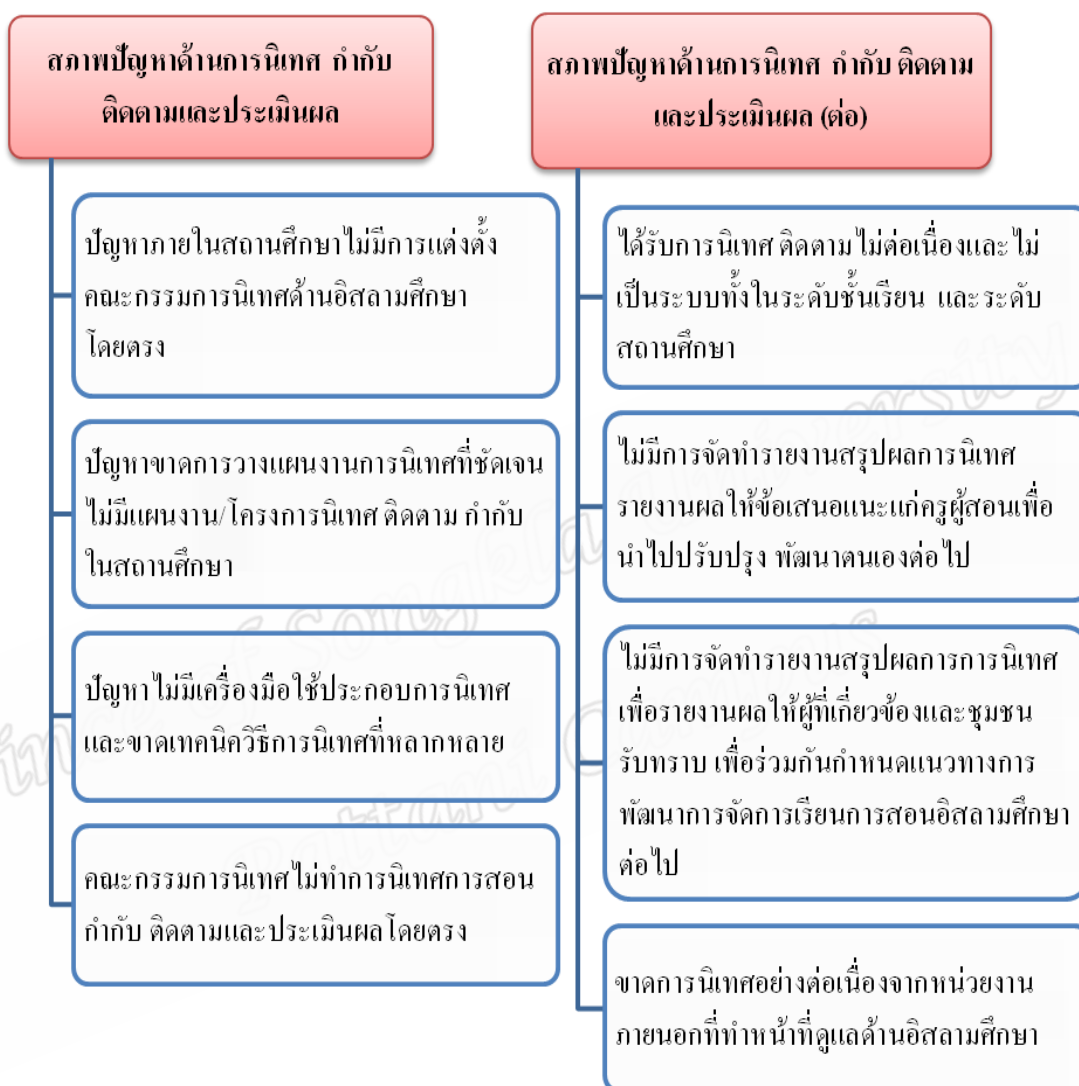 สภาพปัญหาด้านการนิเทศ กำกับ
ติดตามและประเมินผล
ปัญหาภายในสถานศึกษาไม่มีการแต่งตั้ง
คณะกรรมการนิเทศด้านอิสลามศึกษา
โดยตรง
ปัญหาขาดการวางแผนงานการนิเทศที่ชัดเจน
ไม่มีแผนงาน/โครงการนิเทศ ติดตาม กำกับ
ในสถานศึกษา
ปัญหาไม่มีเครื่องมือใช้ประกอบการนิเทศ
และขาดเทคนิควิธีการนิเทศที่หลากหลาย
คณะกรรมการนิเทศไม่ทำการนิเทศการสอน
กำกับ ติดตามและประเมินผลโดยตรง
สภาพปัญหาด้านการนิเทศ กำกับ ติดตาม
และประเมินผล (ต่อ)
ได้รับการนิเทศ ติดตาม ไม่ต่อเนื่องและไม่
เป็นระบบทั้งในระดับชั้นเรียน และระดับ
สถานศึกษา
ไม่มีการจัดทำรายงานสรุปผลการนิเทศ
รายงานผลให้ข้อเสนอแนะแก่ครูผู้สอนเพื่อ
นำไปปรับปรุง พัฒนาตนเองต่อไป
ไม่มีการจัดทำรายงานสรุปผลการการนิเทศ
เพื่อรายงานผลให้ผู้ที่เกี่ยวข้องและชุมชน
รับทราบ เพื่อร่วมกันกำหนดแนวทางการ
พัฒนาการจัดการเรียนการสอนอิสลามศึกษา
ต่อไป
ขาดการนิเทศอย่างต่อเนื่องจากหน่วยงาน
ภายนอกที่ทำหน้าที่ดูแลด้านอิสลามศึกษา
of Songkla University
Pattani Campus